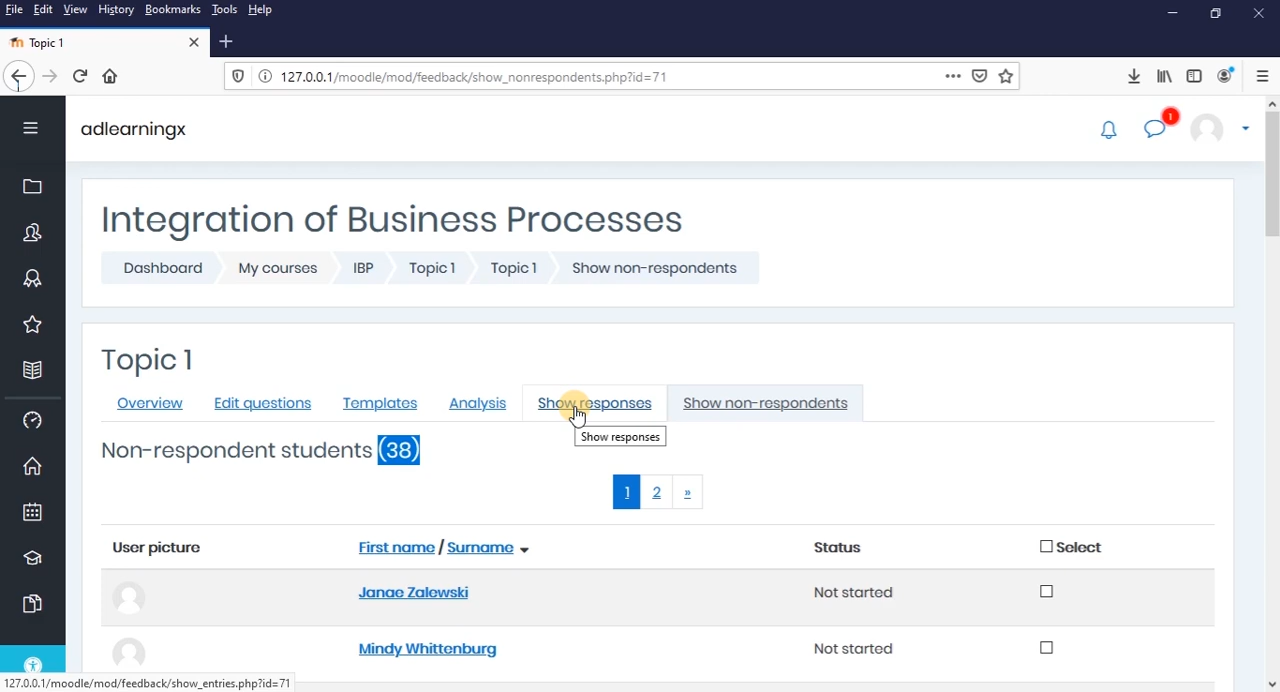 File Edit View History Bookmarks Tools Help
Topic 1
127.0.0.1/moodle/mod/feedback/show_nonrespondents.php?id=71
adlearningx
1
Integration of Business Processes
Dashboard My courses IBP Topic 1 Topic 1 Show non-respondents
Topic 1
Overview Edit questions Templates Analysis Show responses Show non-respondents
Show responses
Non-respondent students (38)
1 2 »
User picture First name / Surname Status Select
Janae Zalewski Not started
Mindy Whittenburg Not started
127.0.0.1/moodle/mod/feedback/show_entries.php?id=71